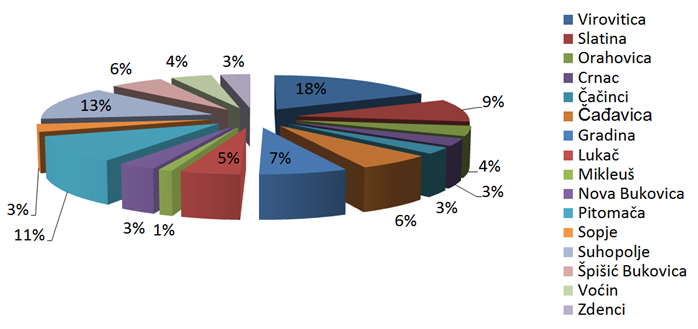 18%
9%
4%
3%
3%
6%
7%
5%
1%
3%
11%
3%
13%
6%
4%
3%
Virovitica
Slatina
Orahovica
Crnac
Čačinci
Čađavica
Gradina
Lukač
Mikleuš
Nova Bukovica
Pitomača
Sopje
Suhopolje
Špišić Bukovica
Voćin
Zdenci